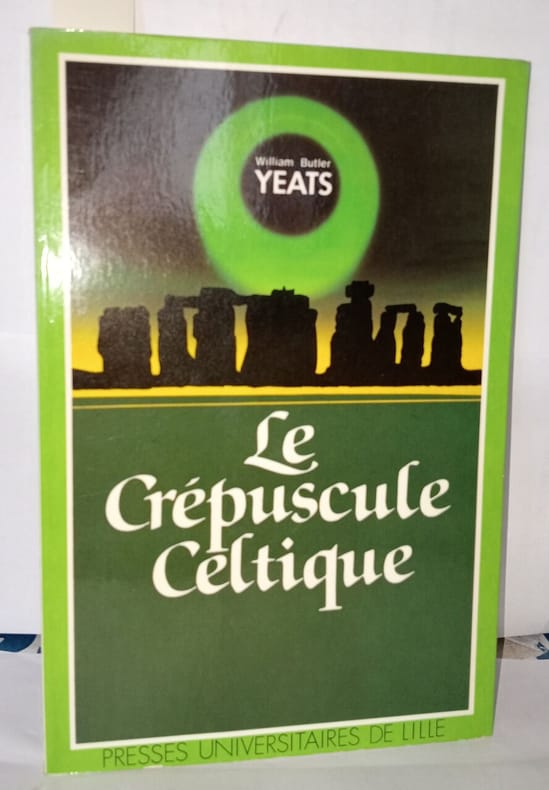 William Butler
YEATS
Le
Crépuscule
Celtique
PRESSES UNIVERSITAIRES DE LILLE